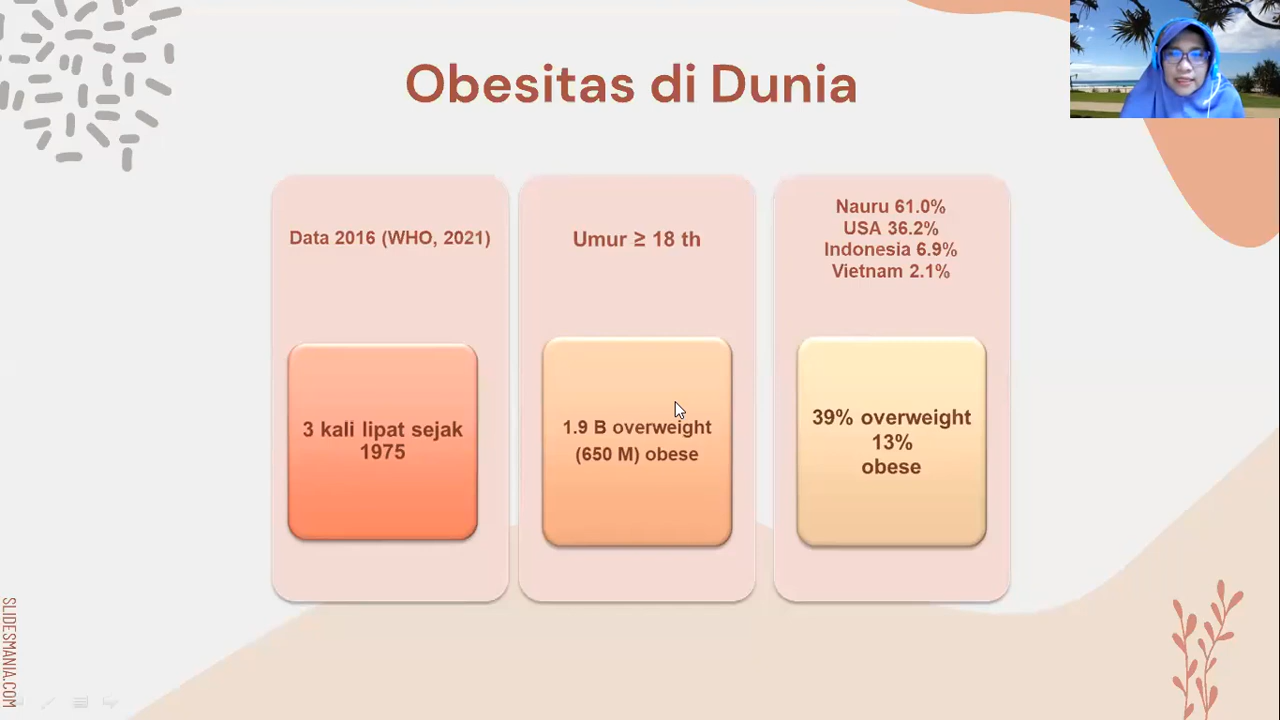 Obesitas di Dunia
Data 2016 (WHO, 2021)
3 kali lipat sejak
1975
Umur ≥ 18 th
1.9 B overweight
(650 M) obese
Nauru 61.0%
USA 36.2%
Indonesia 6.9%
Vietnam 2.1%
39% overweight
13%
obese
SLIDESMANIA.COM